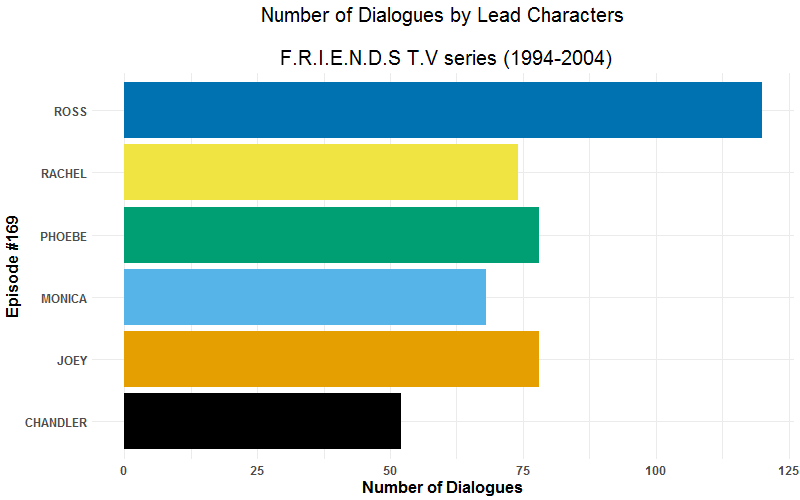 Number of Dialogues by Lead Characters
F.R.I.E.N.D.S T.V series (1994-2004)
Episode #169
ROSS
RACHEL
PHOEBE
MONICA
JOEY
CHANDLER
0 25 50 75 100 125
Number of Dialogues